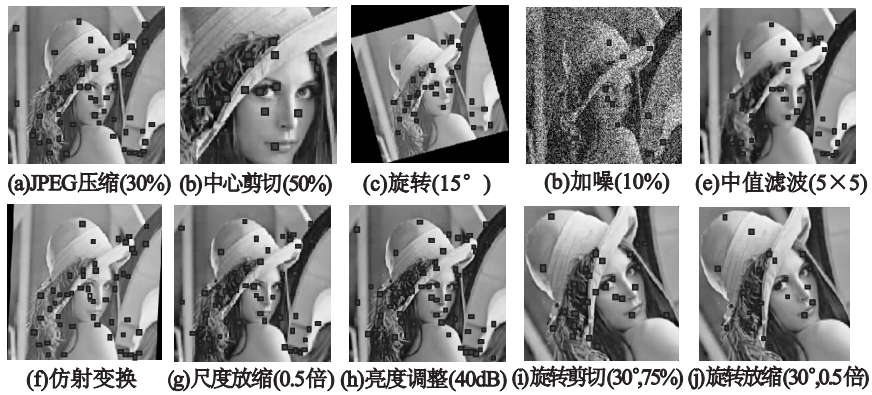 (a)JPEG压缩(30%) (b)中心剪切(50%) (c)旋转(15°) (b)加噪(10%) (e)中值滤波(5×5)
(f)仿射变换 (g)尺度放缩(0.5倍) (h)亮度调整(40dB) (i)旋转剪切(30°,75%) (j)旋转放缩(30°,0.5倍)